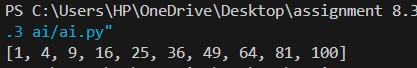 PS C:\Users\HP\OneDrive\Desktop\assignment 8.3
.3 ai/ai.py"
[1, 4, 9, 16, 25, 36, 49, 64, 81, 100]